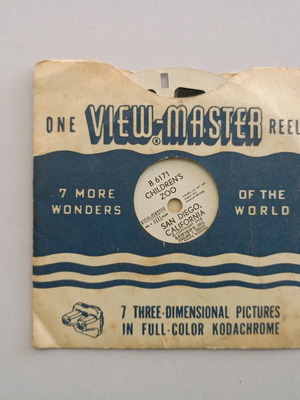 ONE VIEW-MASTER REEL
®
7 MORE WONDERS
OF THE WORLD
B 6171
CHILDREN'S
ZOO
SAN DIEGO,
CALIFORNIA
7 THREE-DIMENSIONAL PICTURES
IN FULL-COLOR KODACHROME